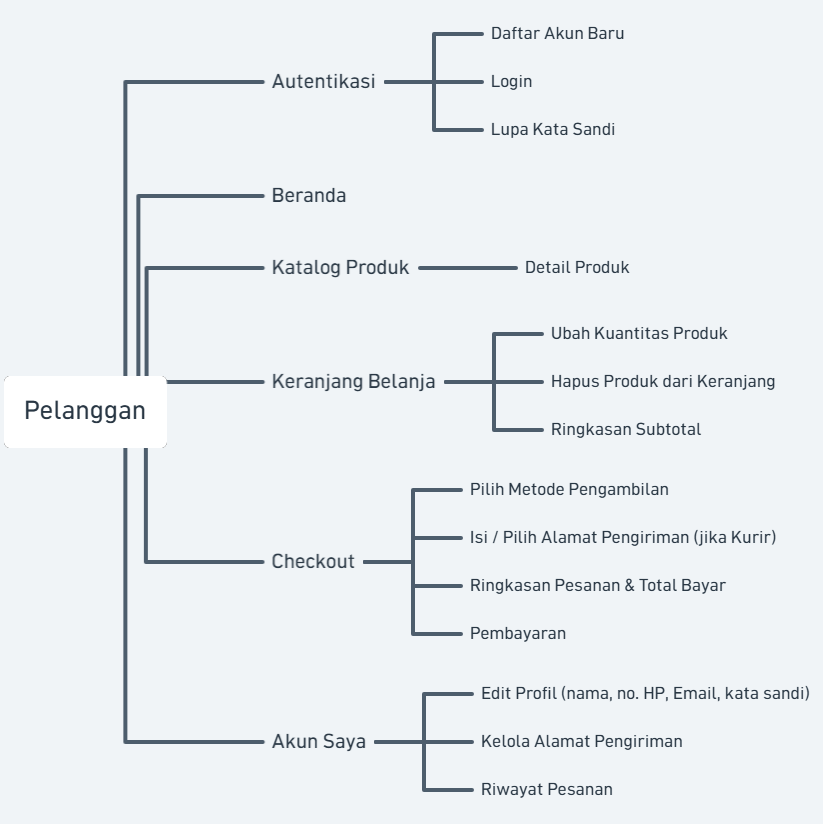 Pelanggan
Autentikasi
Daftar Akun Baru
Login
Lupa Kata Sandi
Beranda
Katalog Produk
Detail Produk
Keranjang Belanja
Ubah Kuantitas Produk
Hapus Produk dari Keranjang
Ringkasan Subtotal
Checkout
Pilih Metode Pengambilan
Isi / Pilih Alamat Pengiriman (jika Kurir)
Ringkasan Pesanan & Total Bayar
Pembayaran
Akun Saya
Edit Profil (nama, no. HP, Email, kata sandi)
Kelola Alamat Pengiriman
Riwayat Pesanan